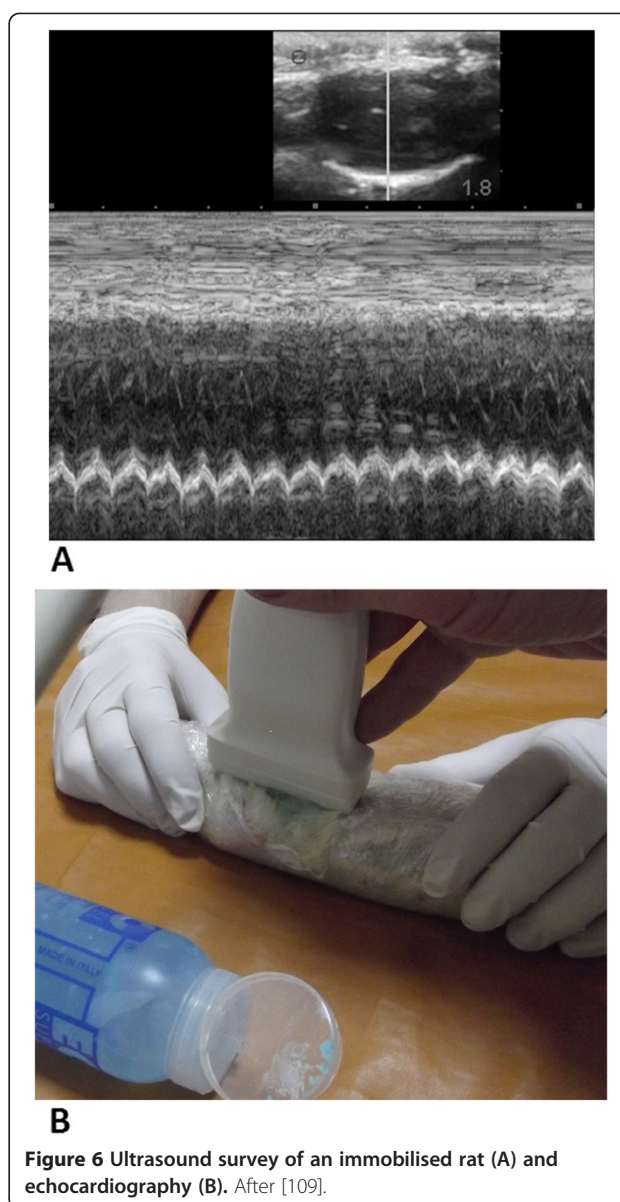 1.8
A
MADE IN ITALY
B
Figure 6 Ultrasound survey of an immobilised rat (A) and
echocardiography (B). After [109].